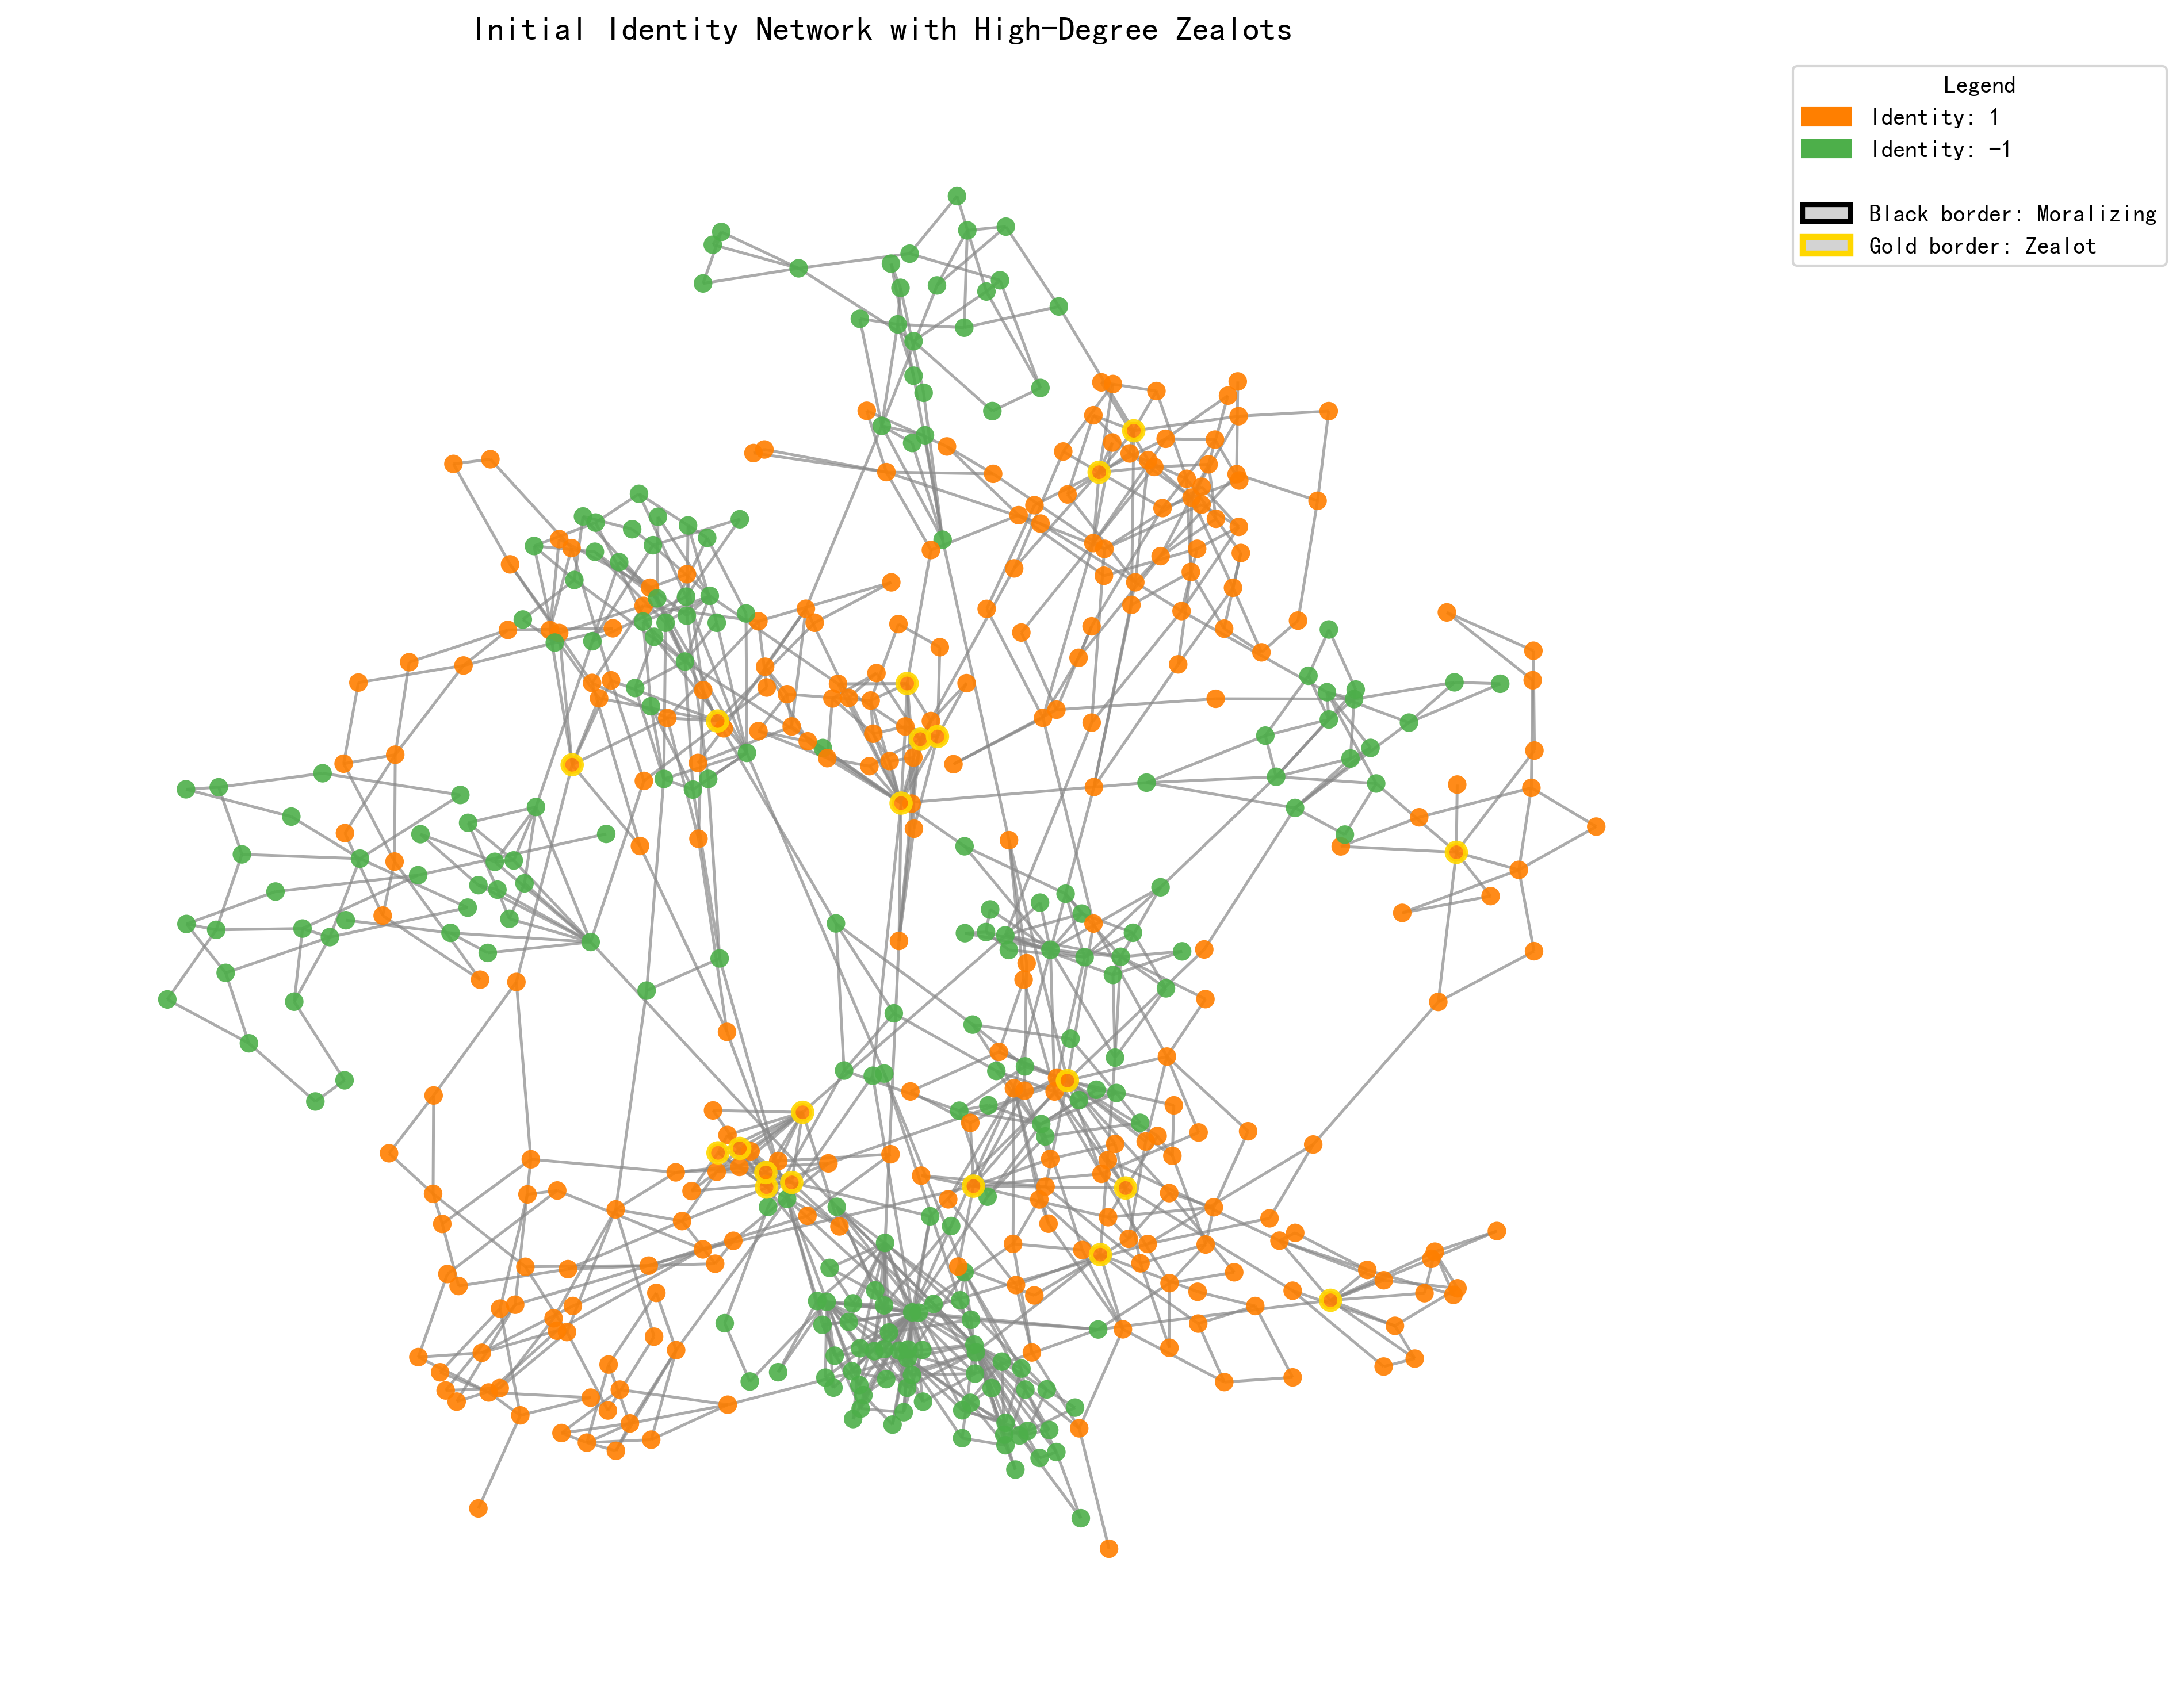 Initial Identity Network with High-Degree Zealots
Legend
Identity: 1
Identity: -1
Black border: Moralizing
Gold border: Zealot